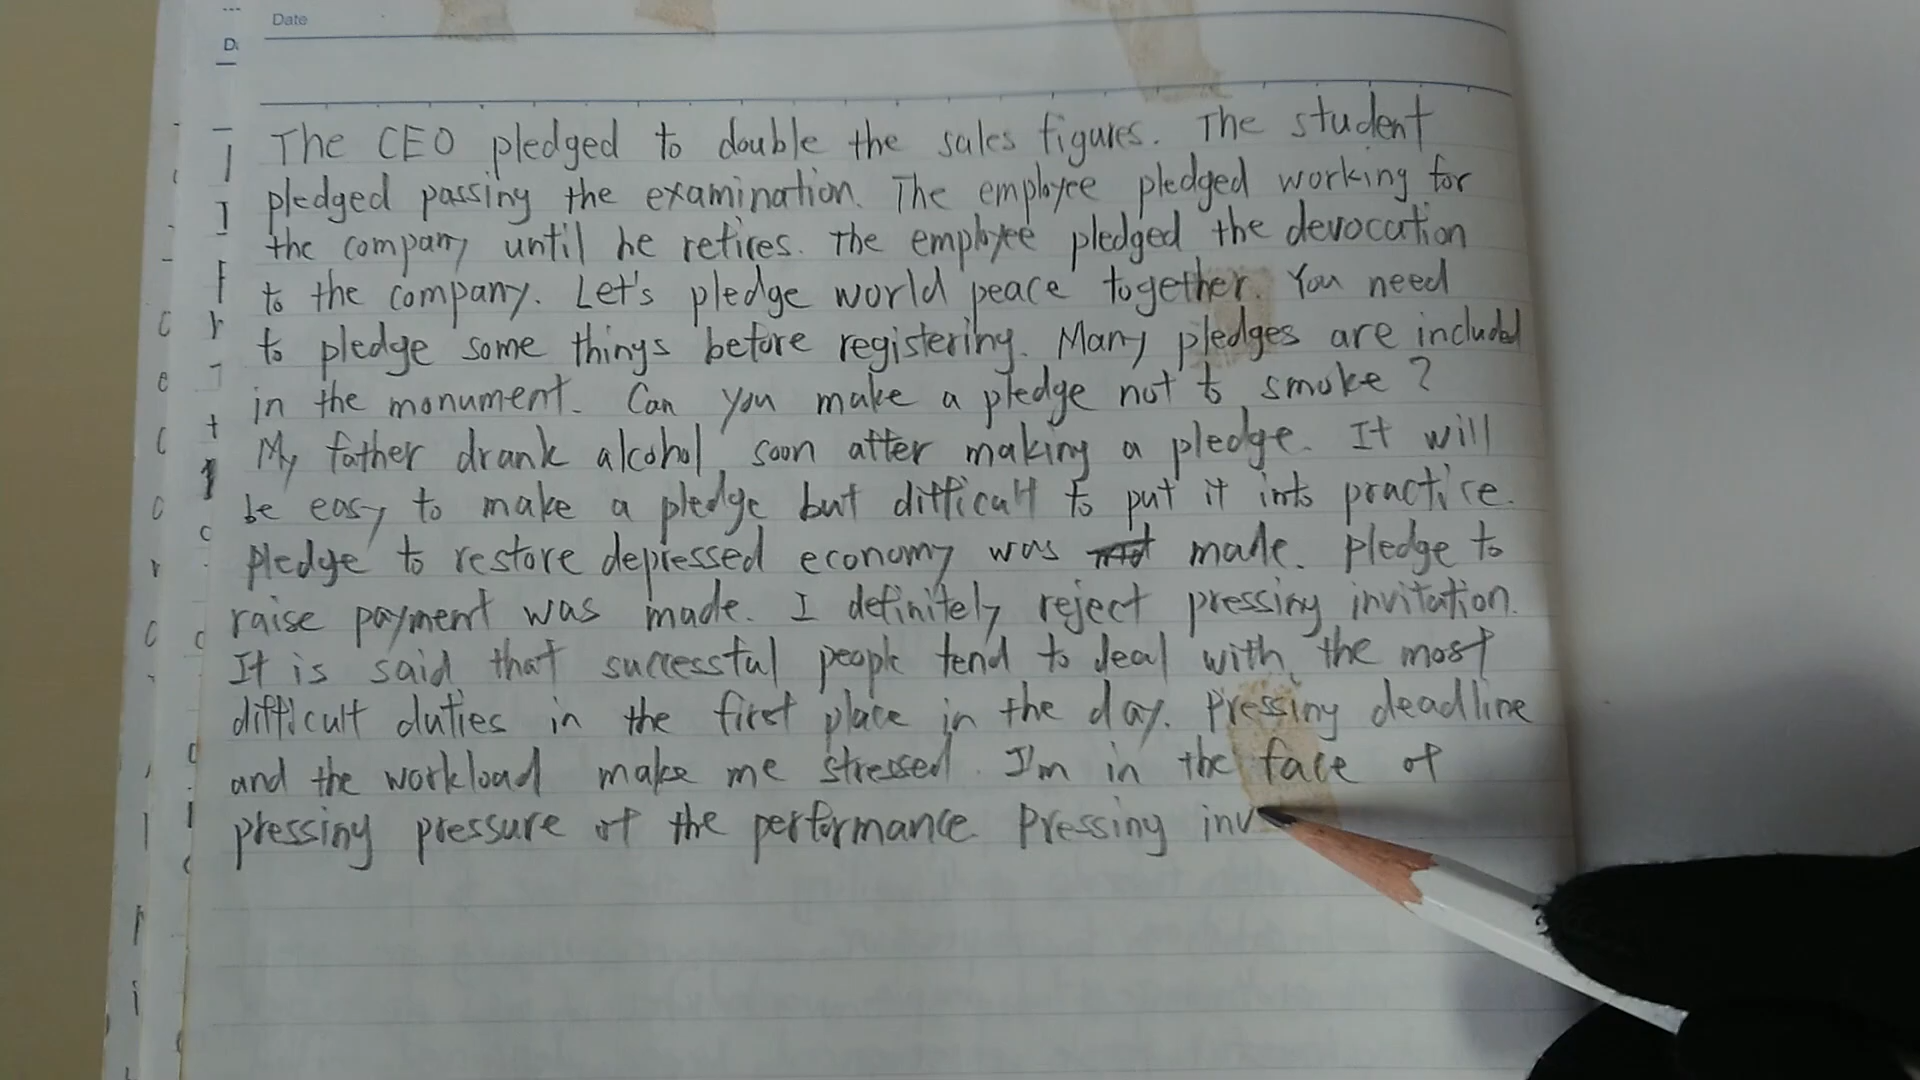 Date
The CEO pledged to double the sales figures. The student
pledged passing the examination. The employee pledged working for
the company until he retires. The employee pledged the devocation
to the company. Let's pledge world peace together. You need
to pledge some things before registering. Many pledges are included
in the monument. Can you make a pledge not to smoke?
My father drank alcohol soon after making a pledge. It will
be easy to make a pledge but difficult to put it into practice.
Pledge to restore depressed economy was made. Pledge to
raise payment was made. I definitely reject pressing invitation.
It is said that successful people tend to deal with the most
difficult duties in the first place in the day. Pressing deadline
and the workload make me stressed. I'm in the face of
pressing pressure of the performance. Pressing inv